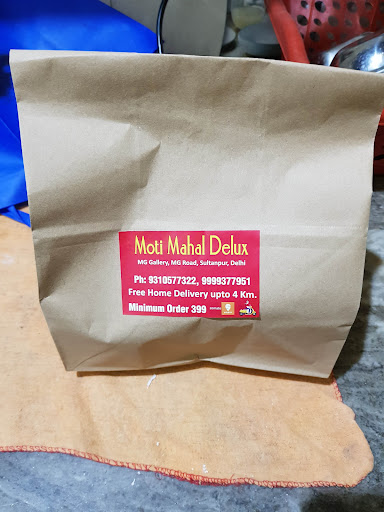 Moti Mahal Delux
MG Gallery, MG Road, Sultanpur, Delhi
Ph: 9310577322, 9999377951
Free Home Delivery upto 4 Km.
Minimum Order 399